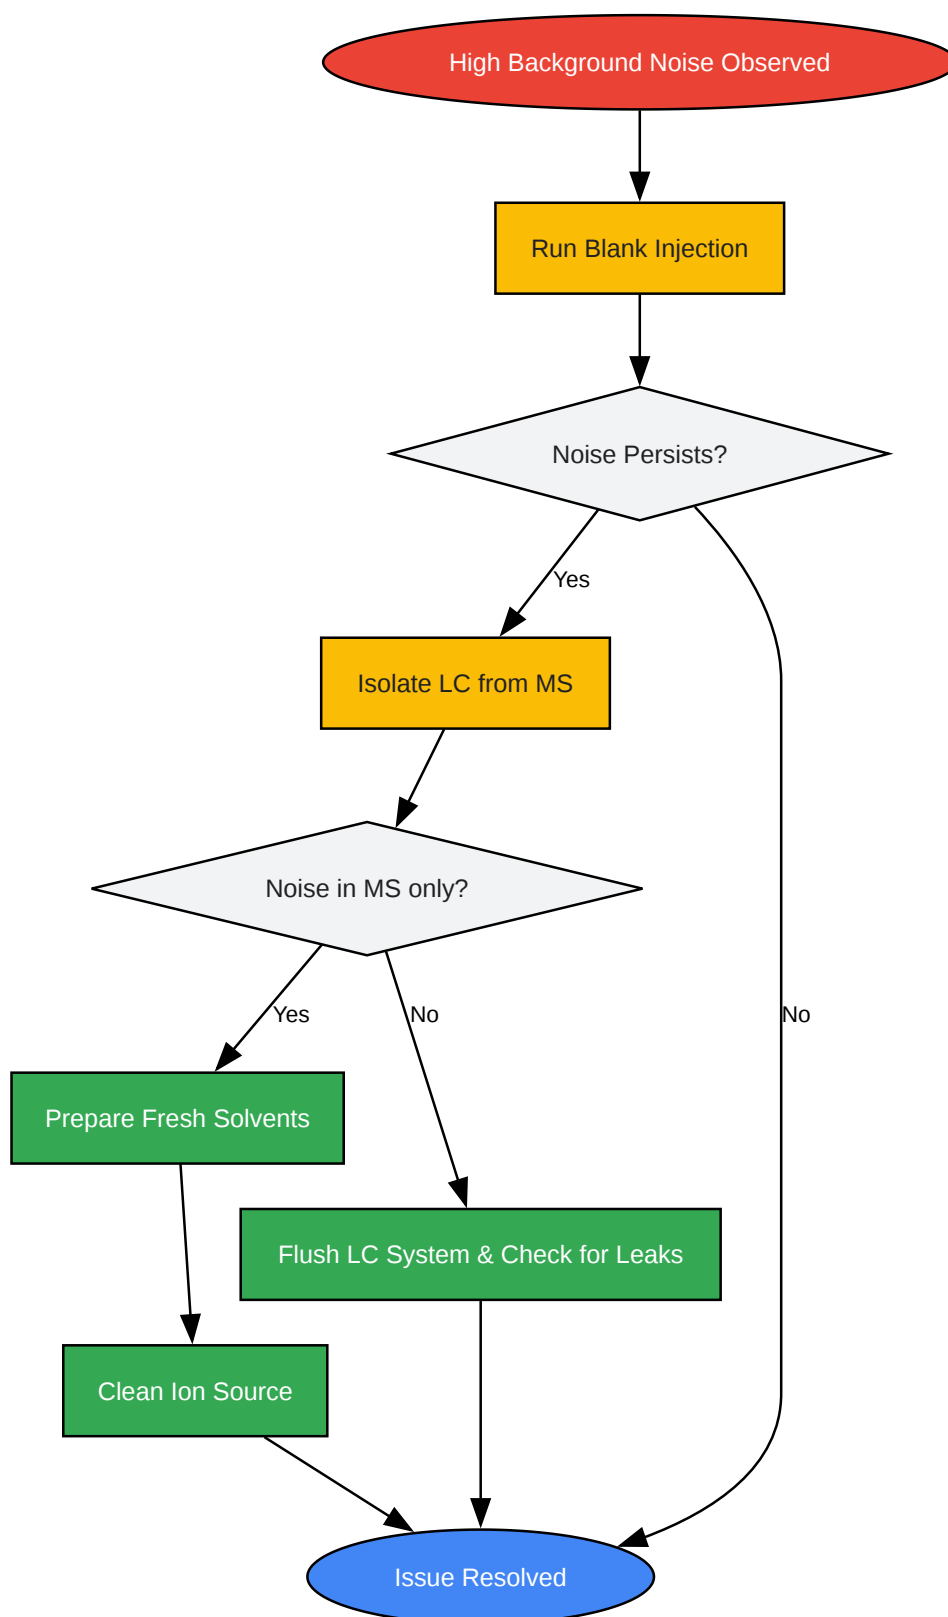 High Background Noise Observed
Run Blank Injection
Noise Persists?
Yes
Isolate LC from MS
Noise in MS only?
Yes
No
No
Prepare Fresh Solvents
Flush LC System & Check for Leaks
Clean Ion Source
Issue Resolved